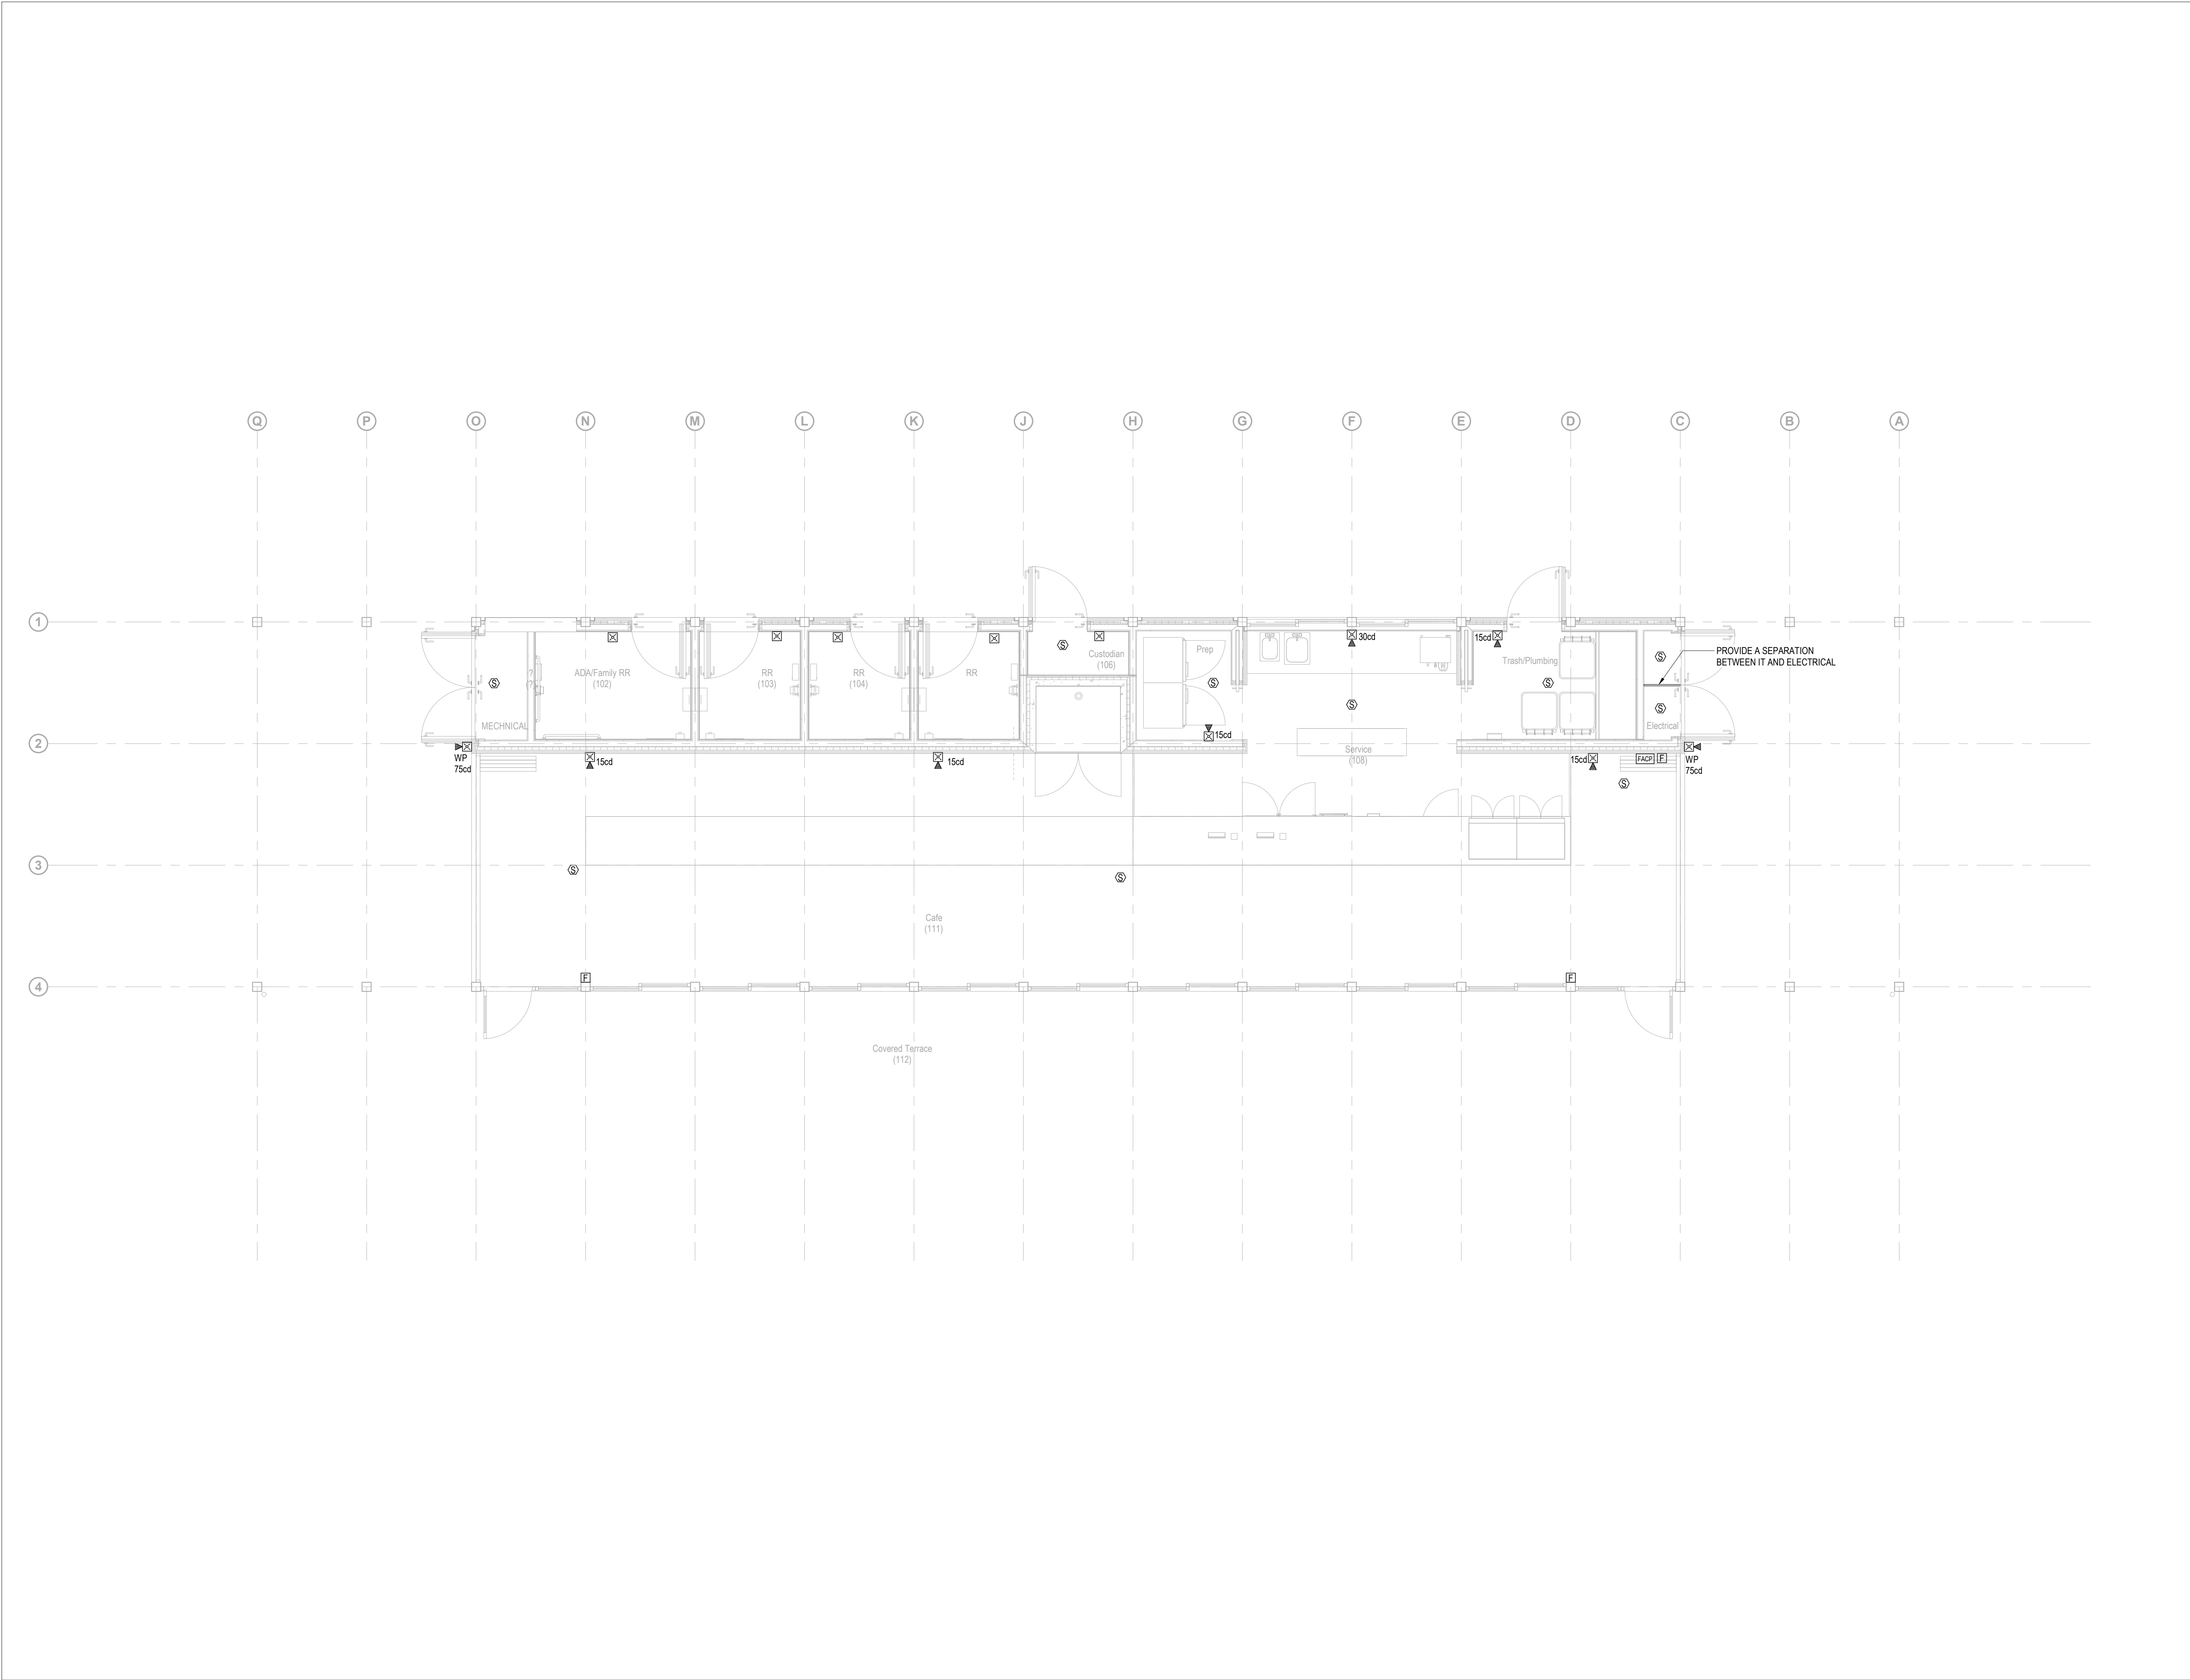 Q P O N M L K J H G F E D C B A
1
30cd
15cd
Custodian
(106)
Prep
PROVIDE A SEPARATION
BETWEEN IT AND ELECTRICAL
Trash/Plumbing
S
S
?
(?)
ADA/Family RR
(102)
RR
(103)
RR
(104)
RR
S
S
S
S
S
S
MECHNICAL
Electrical
2
15cd
Service
(108)
WP
75cd
15cd
15cd
15cd
FACP
F
WP
75cd
S
3
S
S
Cafe
(111)
F
F
4
Covered Terrace
(112)